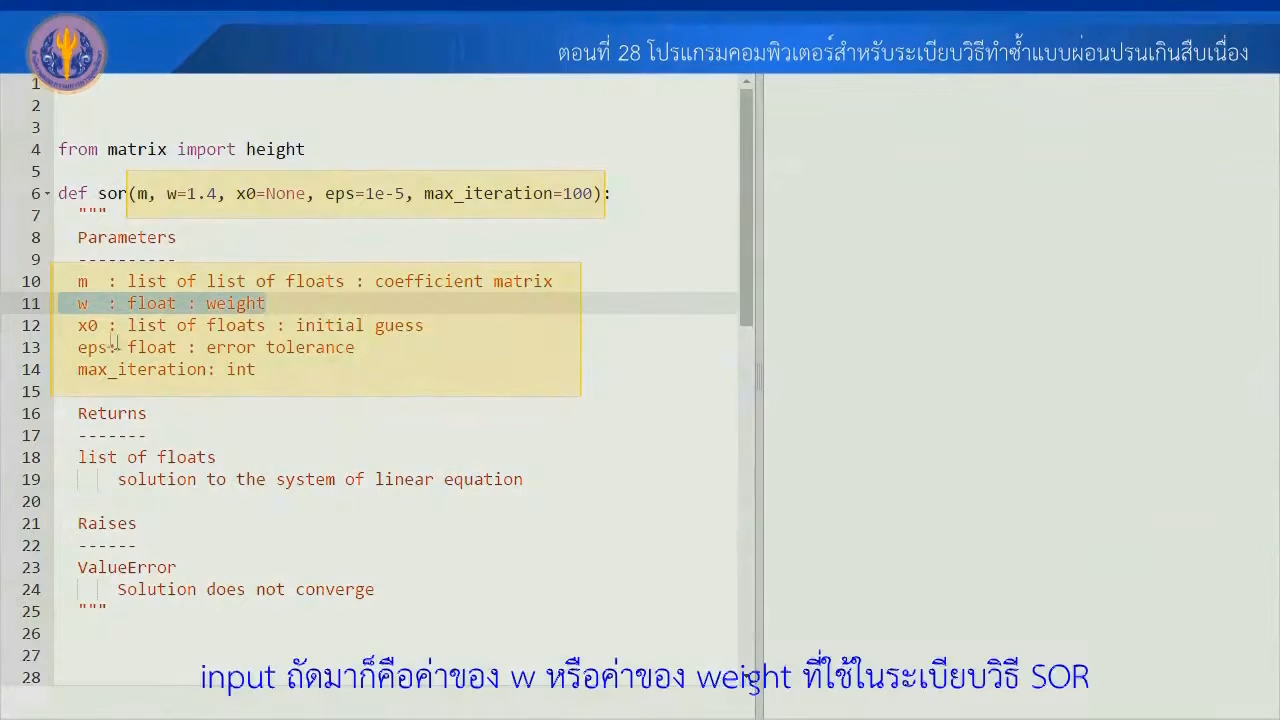 ตอนที่ 28 โปรแกรมคอมพิวเตอร์สำหรับระเบียบวิธีทำซ้ำแบบผ่อนปรนเกินสืบเนื่อง
1
2
3
4 from matrix import height
5
6 def sor(m, w=1.4, x0=None, eps=1e-5, max_iteration=100):
7 """
8 Parameters
9 ----------
10 m : list of list of floats : coefficient matrix
11 w : float : weight
12 x0 : list of floats : initial guess
13 eps: float : error tolerance
14 max_iteration: int
15
16 Returns
17 -------
18 list of floats
19 solution to the system of linear equation
20
21 Raises
22 ------
23 ValueError
24 Solution does not converge
25 """
26
27
28
input ถัดมาก็คือค่าของ w หรือค่าของ weight ที่ใช้ในระเบียบวิธี SOR